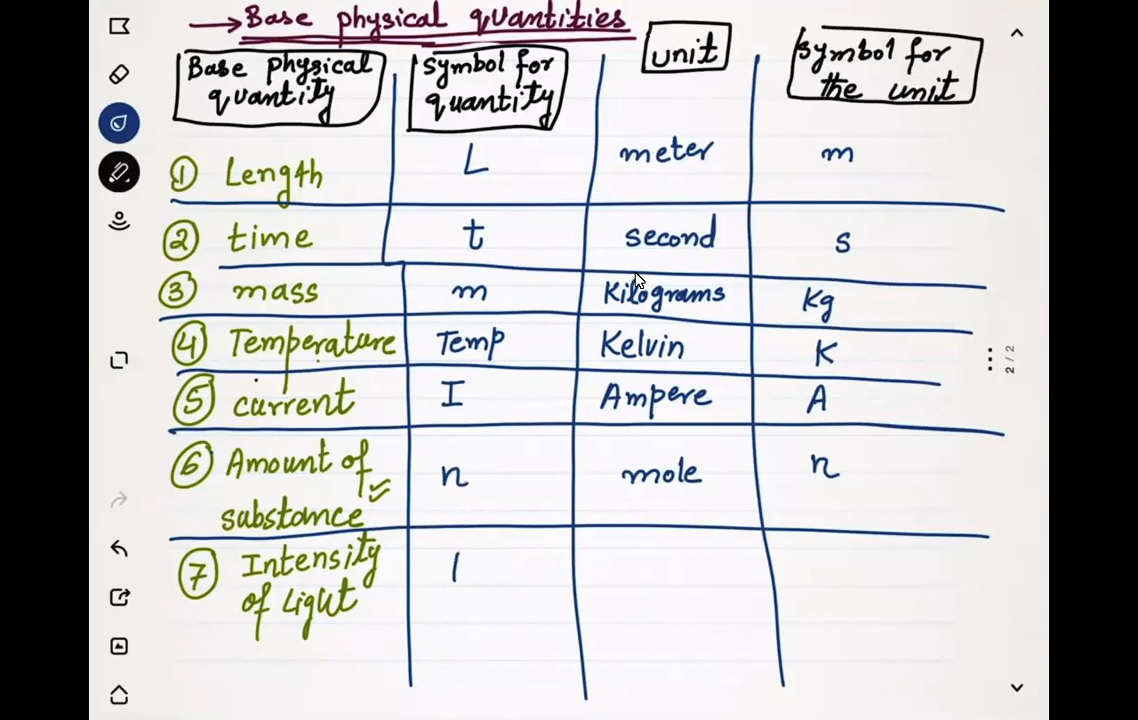 →Base physical quantities
Base physical
quantity
Symbol for
quantity
unit
Symbol for
the unit
① Length L meter m
② time t second s
③ mass m Kilograms Kg
④ Temperature Temp Kelvin K
⑤ current I Ampere A
⑥ Amount of
substance n mole n
⑦ Intensity
of Light l
2/2